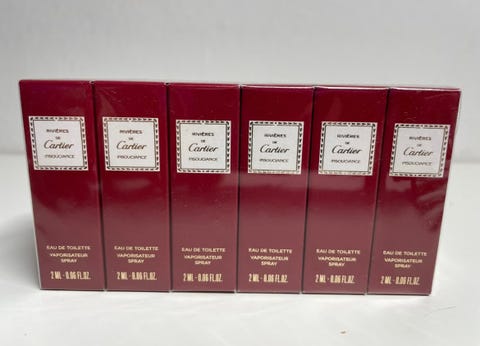 RIVIÈRES
DE
Cartier
INSOUCIANCE
EAU DE TOILETTE
VAPORISATEUR
SPRAY
2 ML - 0.06 FL.OZ.
RIVIÈRES
DE
Cartier
INSOUCIANCE
EAU DE TOILETTE
VAPORISATEUR
SPRAY
2 ML - 0.06 FL.OZ.
RIVIÈRES
DE
Cartier
INSOUCIANCE
EAU DE TOILETTE
VAPORISATEUR
SPRAY
2 ML - 0.06 FL.OZ.
RIVIÈRES
DE
Cartier
INSOUCIANCE
EAU DE TOILETTE
VAPORISATEUR
SPRAY
2 ML - 0.06 FL.OZ.
RIVIÈRES
DE
Cartier
INSOUCIANCE
EAU DE TOILETTE
VAPORISATEUR
SPRAY
2 ML - 0.06 FL.OZ.
RIVIÈRES
DE
Cartier
INSOUCIANCE
EAU DE TOILETTE
VAPORISATEUR
SPRAY
2 ML - 0.06 FL.OZ.